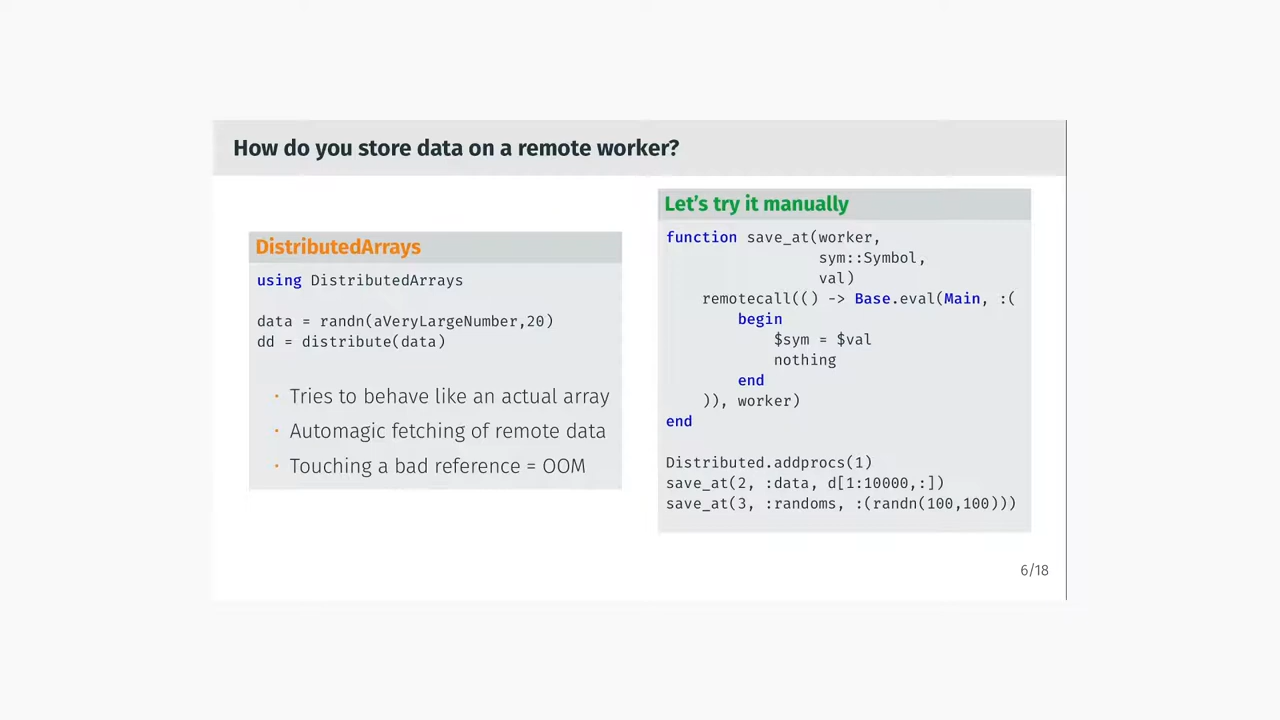 How do you store data on a remote worker?
DistributedArrays
using DistributedArrays
data = randn(aVeryLargeNumber,20)
dd = distribute(data)
· Tries to behave like an actual array
· Automagic fetching of remote data
· Touching a bad reference = OOM
Let's try it manually
function save_at(worker,
sym::Symbol,
val)
remotecall(() -> Base.eval(Main, :(
begin
$sym = $val
nothing
end
)), worker)
end
Distributed.addprocs(1)
save_at(2, :data, d[1:10000,:])
save_at(3, :randoms, :(randn(100,100)))
6/18